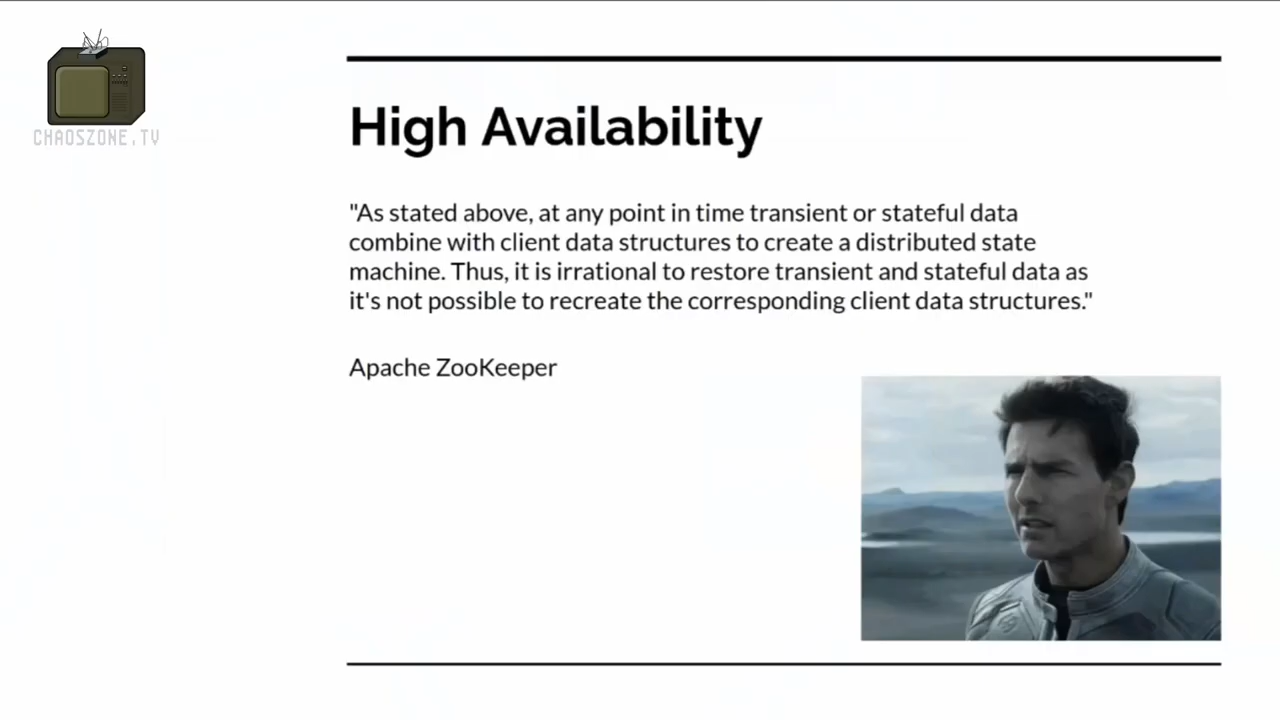 CHAOSZONE.TV
High Availability
"As stated above, at any point in time transient or stateful data
combine with client data structures to create a distributed state
machine. Thus, it is irrational to restore transient and stateful data as
it's not possible to recreate the corresponding client data structures."
Apache ZooKeeper